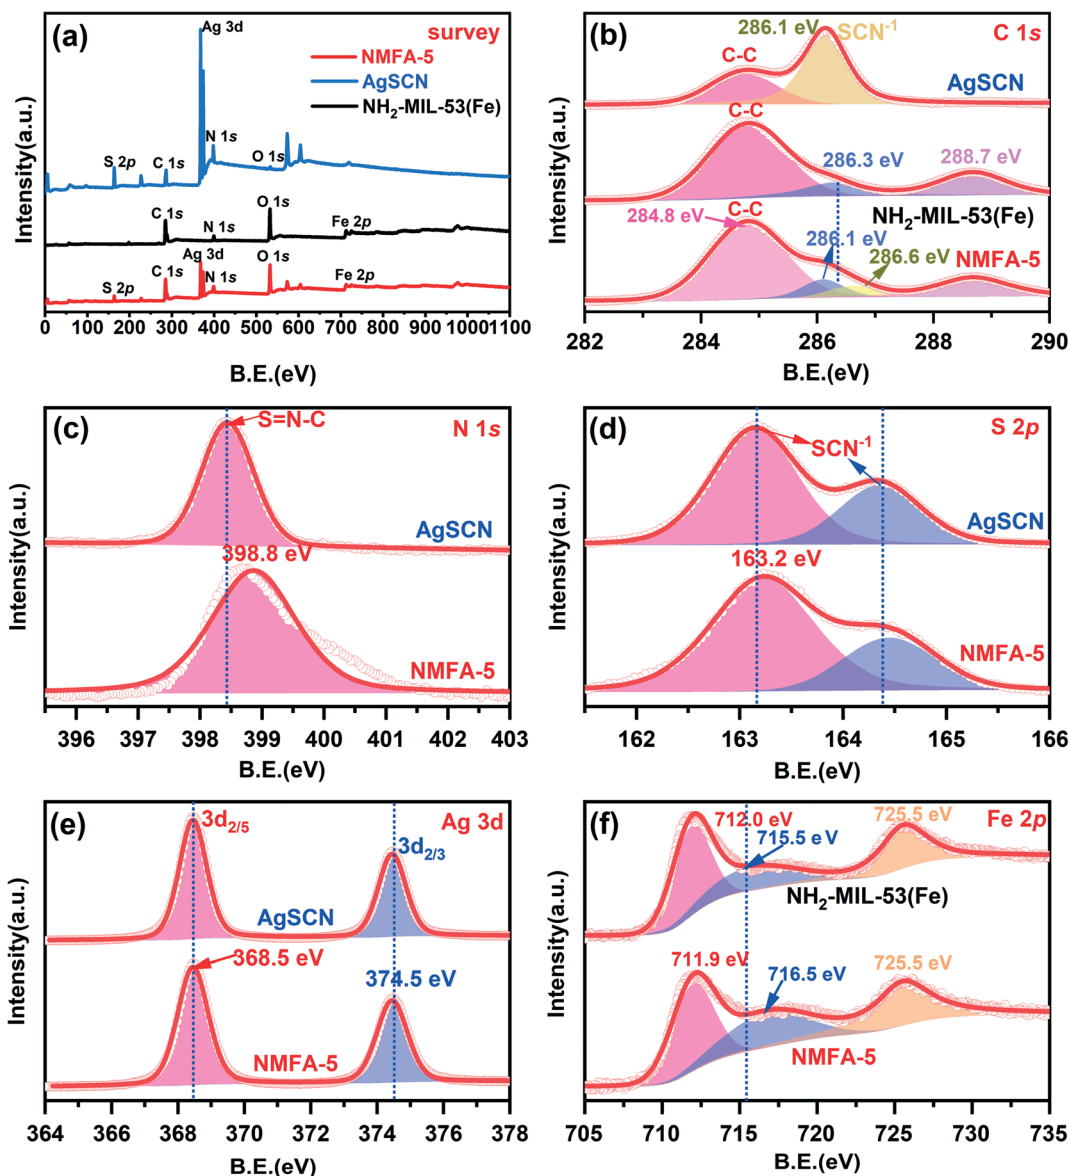 (a)
survey
Ag 3d
NMFA-5
AgSCN
NH₂-MIL-53(Fe)
S 2p
C 1s
N 1s
O 1s
C 1s
N 1s
O 1s
Fe 2p
S 2p
C 1s
Ag 3d
N 1s
O 1s
Fe 2p
Intensity(a.u.)
0 100 200 300 400 500 600 700 800 900 1000 1100
B.E.(eV)
(b)
286.1 eV
SCN⁻¹
C 1s
C-C
AgSCN
C-C
286.3 eV
288.7 eV
NH₂-MIL-53(Fe)
284.8 eV
C-C
286.1 eV
286.6 eV
NMFA-5
Intensity(a.u.)
282 284 286 288 290
B.E.(eV)
(c)
S=N-C
N 1s
AgSCN
398.8 eV
NMFA-5
Intensity(a.u.)
396 397 398 399 400 401 402 403
B.E.(eV)
(d)
S 2p
SCN⁻¹
AgSCN
163.2 eV
NMFA-5
Intensity(a.u.)
162 163 164 165 166
B.E.(eV)
(e)
3d₂/₅
Ag 3d
3d₂/₃
AgSCN
368.5 eV
374.5 eV
NMFA-5
Intensity(a.u.)
364 366 368 370 372 374 376 378
B.E.(eV)
(f)
712.0 eV
725.5 eV
Fe 2p
715.5 eV
NH₂-MIL-53(Fe)
711.9 eV
725.5 eV
716.5 eV
NMFA-5
Intensity(a.u.)
705 710 715 720 725 730 735
B.E.(eV)